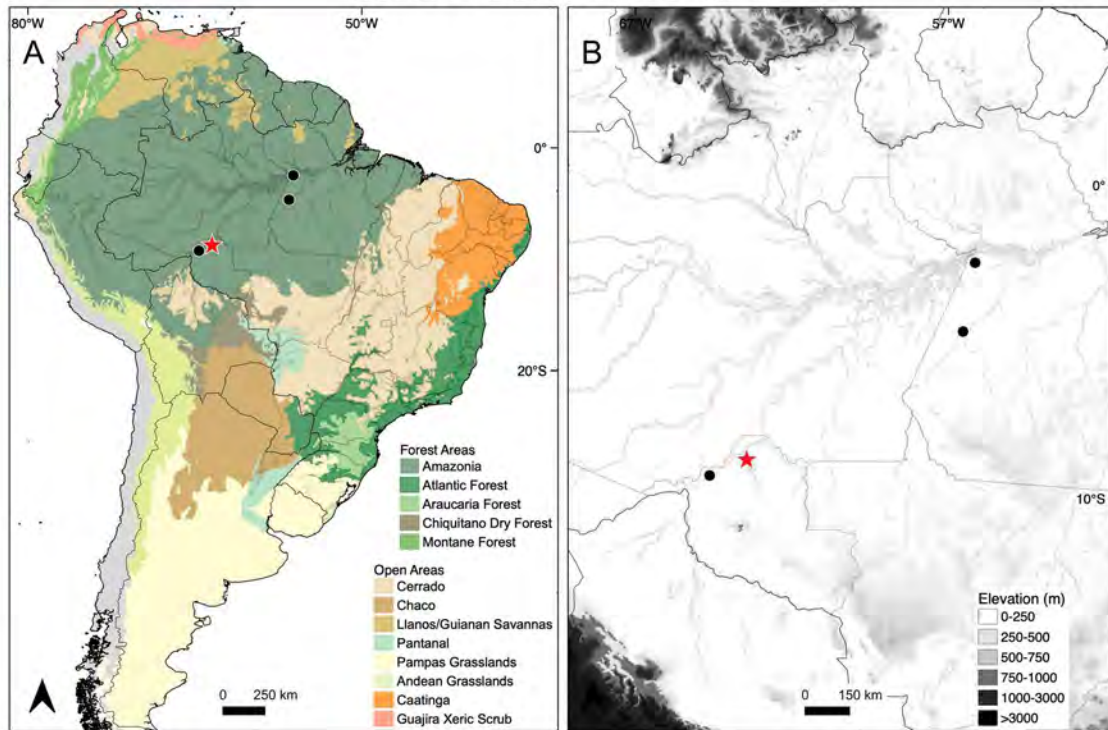 80°W
50°W
A
0°
20°S
Forest Areas
Amazonia
Atlantic Forest
Araucaria Forest
Chiquitano Dry Forest
Montane Forest
Open Areas
Cerrado
Chaco
Llanos/Guianan Savannas
Pantanal
Pampas Grasslands
Andean Grasslands
Caatinga
Guajira Xeric Scrub
0 250 km
67°W
57°W
B
0°
10°S
Elevation (m)
0-250
250-500
500-750
750-1000
1000-3000
>3000
0 150 km